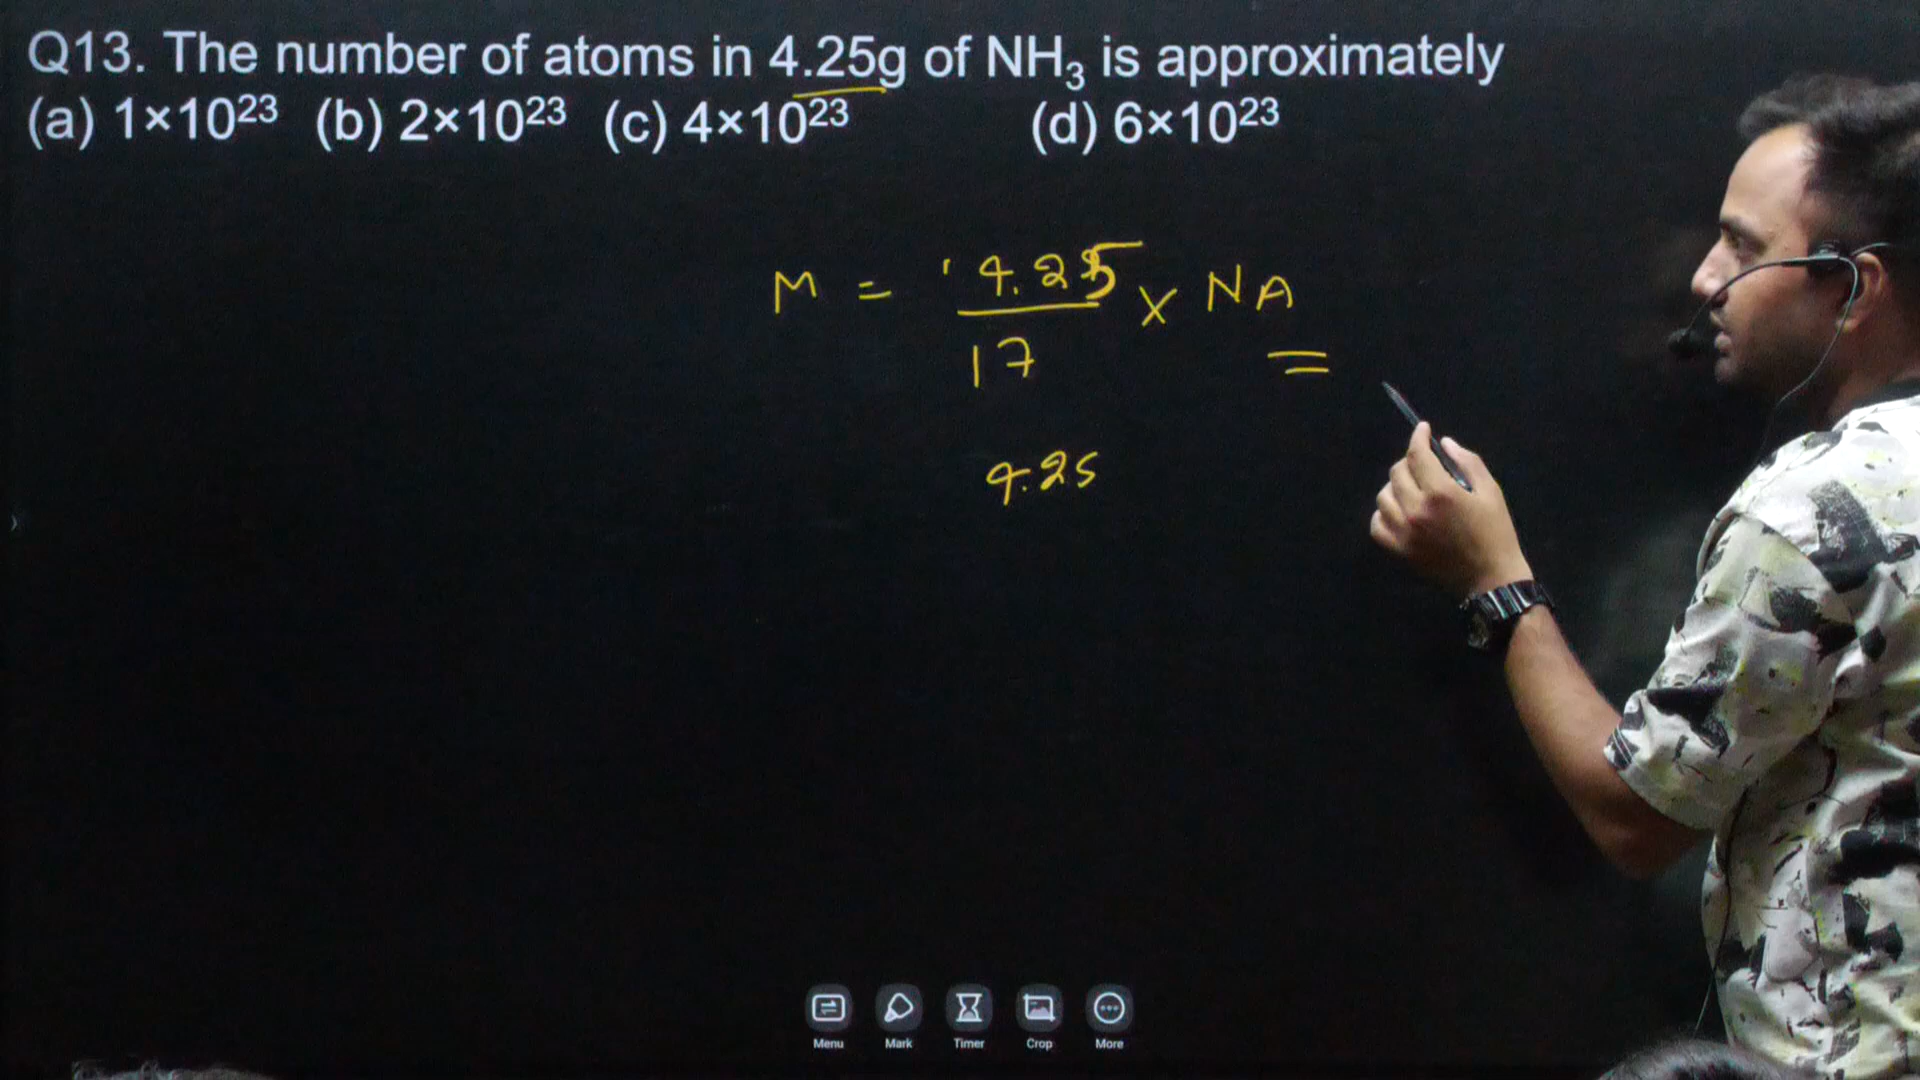 Q13. The number of atoms in 4.25g of NH₃ is approximately
(a) 1×10²³ (b) 2×10²³ (c) 4×10²³ (d) 6×10²³
M = 4.25/17 × NA
=
4.25
Menu Mark Timer Crop More